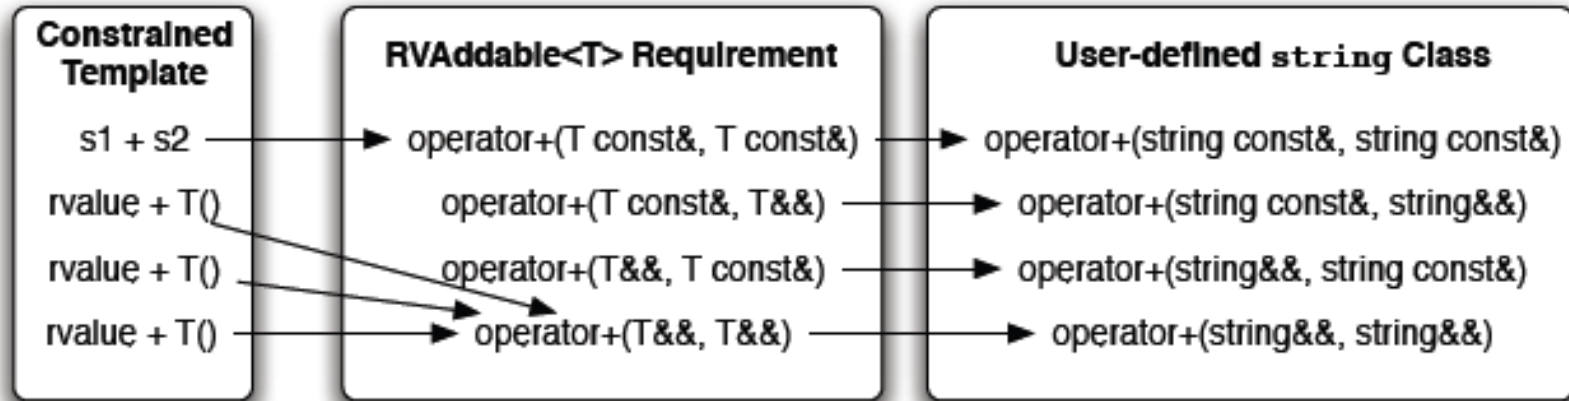 Constrained
Template
s1 + s2
rvalue + T()
rvalue + T()
rvalue + T()
RVAddable<T> Requirement
operator+(T const&, T const&)
operator+(T const&, T&&)
operator+(T&&, T const&)
operator+(T&&, T&&)
User-defined string Class
operator+(string const&, string const&)
operator+(string const&, string&&)
operator+(string&&, string const&)
operator+(string&&, string&&)